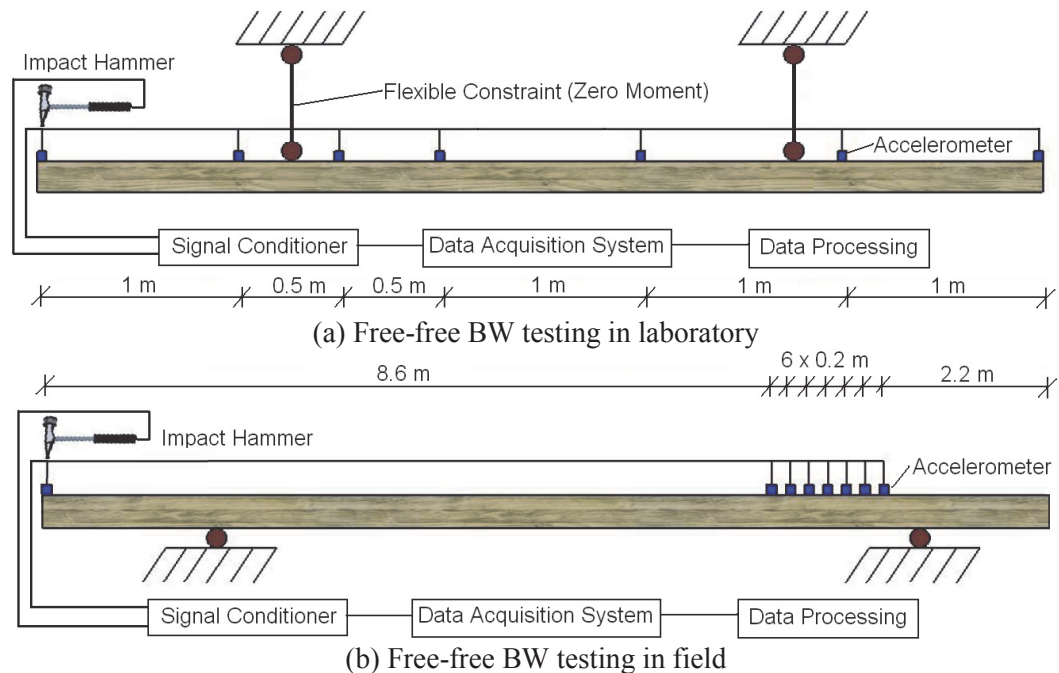 Impact Hammer
Flexible Constraint (Zero Moment)
Accelerometer
Signal Conditioner
Data Acquisition System
Data Processing
1 m
0.5 m
0.5 m
1 m
1 m
1 m
(a) Free-free BW testing in laboratory
8.6 m
6 x 0.2 m
2.2 m
Impact Hammer
Accelerometer
Signal Conditioner
Data Acquisition System
Data Processing
(b) Free-free BW testing in field